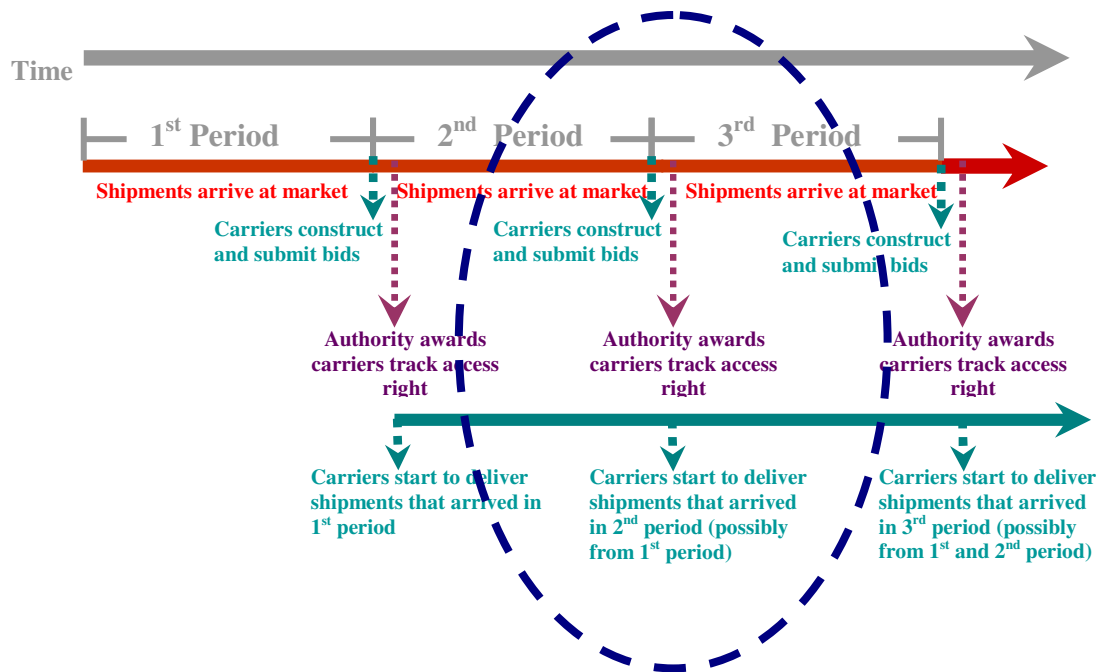 Time
1st Period
2nd Period
3rd Period
Shipments arrive at market
Shipments arrive at market
Shipments arrive at market
Carriers construct
and submit bids
Carriers construct
and submit bids
Carriers construct
and submit bids
Authority awards
carriers track access
right
Authority awards
carriers track access
right
Authority awards
carriers track access
right
Carriers start to deliver
shipments that arrived in
1st period
Carriers start to deliver
shipments that arrived
in 2nd period (possibly
from 1st period)
Carriers start to deliver
shipments that arrived
in 3rd period (possibly
from 1st and 2nd period)